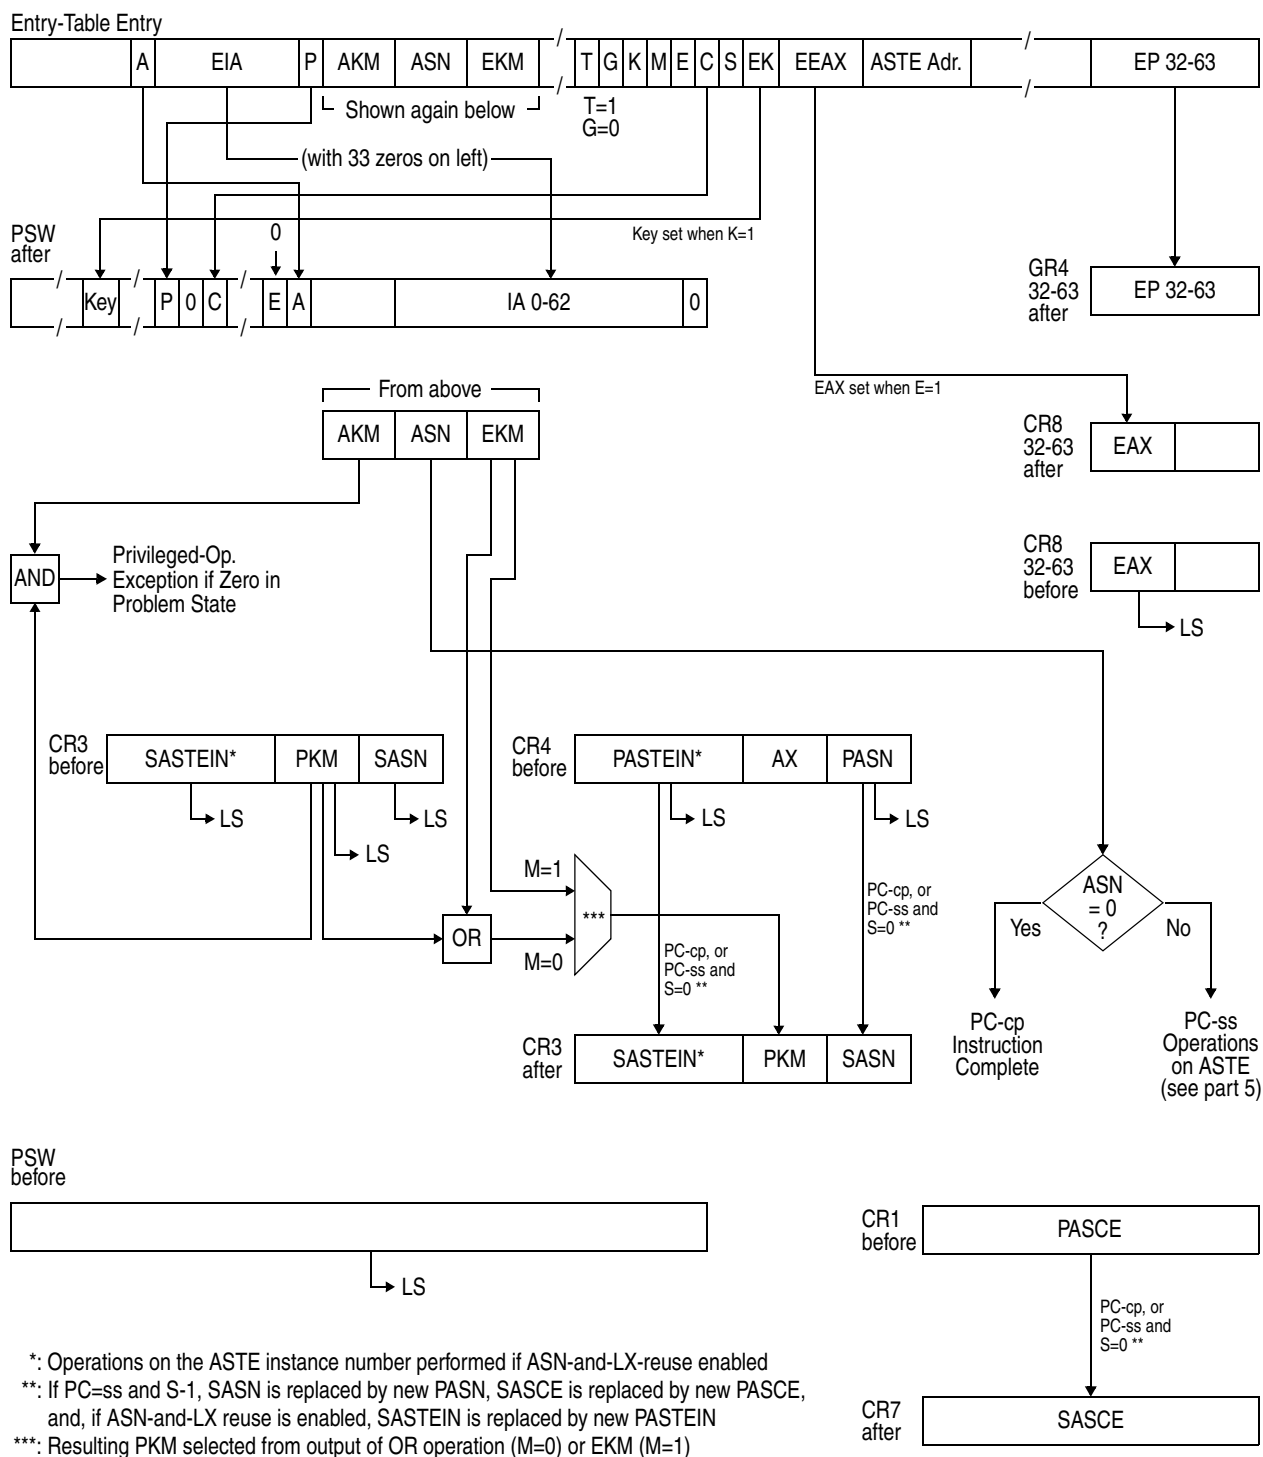 Entry-Table Entry
A EIA P AKM ASN EKM T G K M E C S EK EEAX ASTE Adr. EP 32-63
Shown again below
T=1
G=0
(with 33 zeros on left)
PSW
after
0
Key set when K=1
Key P 0 C E A IA 0-62 0
GR4
32-63
after
EP 32-63
From above
EAX set when E=1
AKM ASN EKM
CR8
32-63
after
EAX
AND
Privileged-Op.
Exception if Zero in
Problem State
CR8
32-63
before
EAX
LS
CR3
before
SASTEIN* PKM SASN
LS
LS
LS
CR4
before
PASTEIN* AX PASN
LS
LS
M=1
***
OR
M=0
PC-cp, or
PC-ss and
S=0 **
PC-cp, or
PC-ss and
S=0 **
ASN
= 0
?
Yes
No
PC-cp
Instruction
Complete
PC-ss
Operations
on ASTE
(see part 5)
CR3
after
SASTEIN* PKM SASN
PSW
before
LS
CR1
before
PASCE
PC-cp, or
PC-ss and
S=0 **
CR7
after
SASCE
*: Operations on the ASTE instance number performed if ASN-and-LX-reuse enabled
**: If PC=ss and S-1, SASN is replaced by new PASN, SASCE is replaced by new PASCE,
and, if ASN-and-LX reuse is enabled, SASTEIN is replaced by new PASTEIN
***: Resulting PKM selected from output of OR operation (M=0) or EKM (M=1)